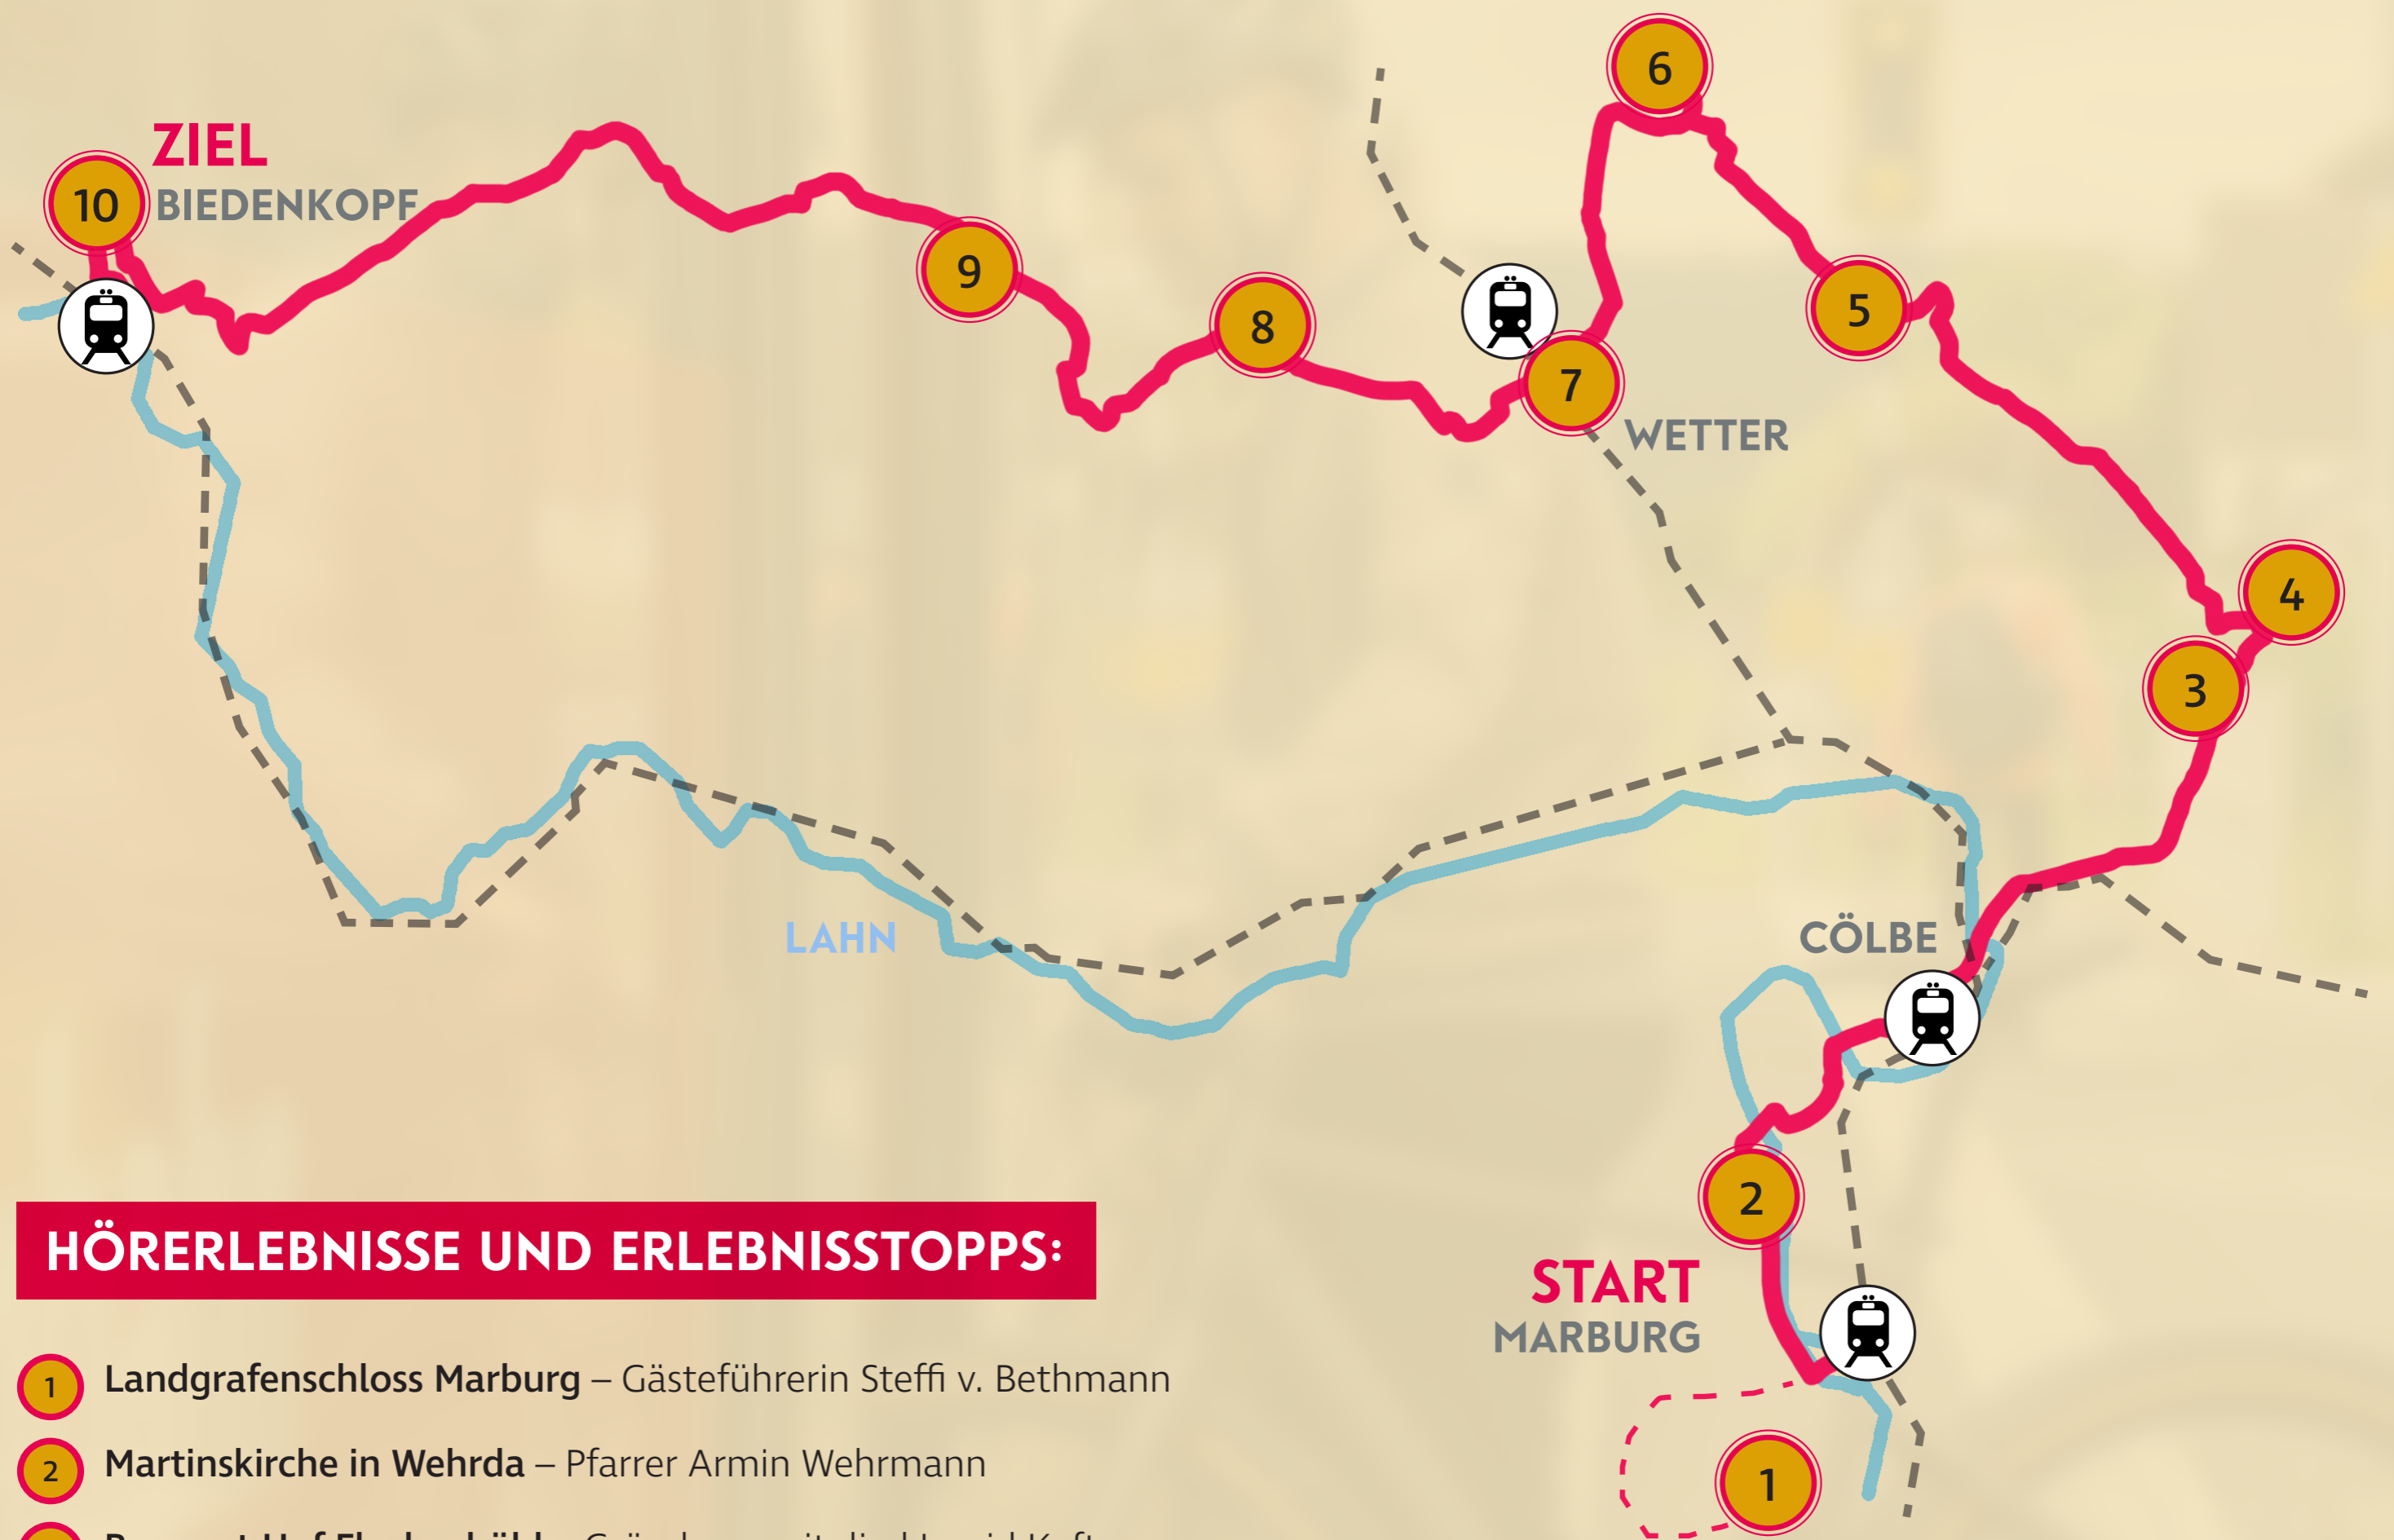 6
ZIEL
10
BIEDENKOPF
9
8
5
7
WETTER
4
3
LAHN
CÖLBE
2
START
MARBURG
1
HÖRERLEBNISSE UND ERLEBNISSTOPPS:
1 Landgrafenschloss Marburg – Gästeführerin Steffi v. Bethmann
2 Martinskirche in Wehrda – Pfarrer Armin Wehrmann